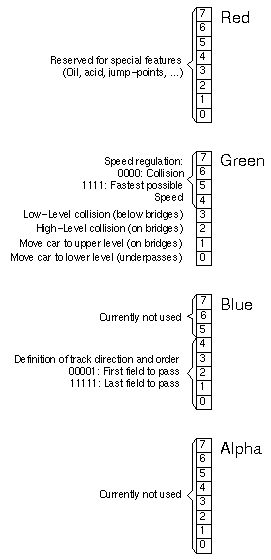 Red
7
6
5
Reserved for special features
4
(Oil, acid, jump-points, ...)
3
2
1
0
Green
Speed regulation:
7
0000: Collision
6
1111: Fastest possible
5
Speed
4
Low-Level collision (below bridges)
3
High-Level collision (on bridges)
2
Move car to upper level (on bridges)
1
Move car to lower level (underpasses)
0
Blue
7
Currently not used
6
5
4
Definition of track direction and order
3
00001: First field to pass
2
11111: Last field to pass
1
0
Alpha
7
6
5
Currently not used
4
3
2
1
0